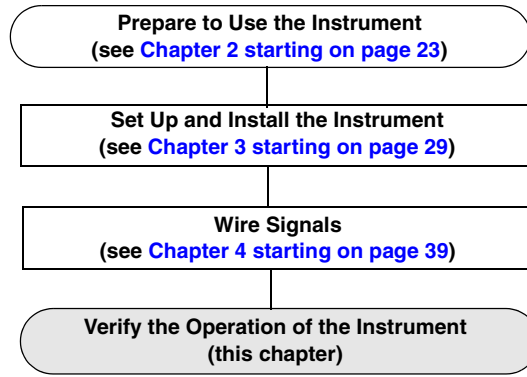 Prepare to Use the Instrument
(see Chapter 2 starting on page 23)
Set Up and Install the Instrument
(see Chapter 3 starting on page 29)
Wire Signals
(see Chapter 4 starting on page 39)
Verify the Operation of the Instrument
(this chapter)